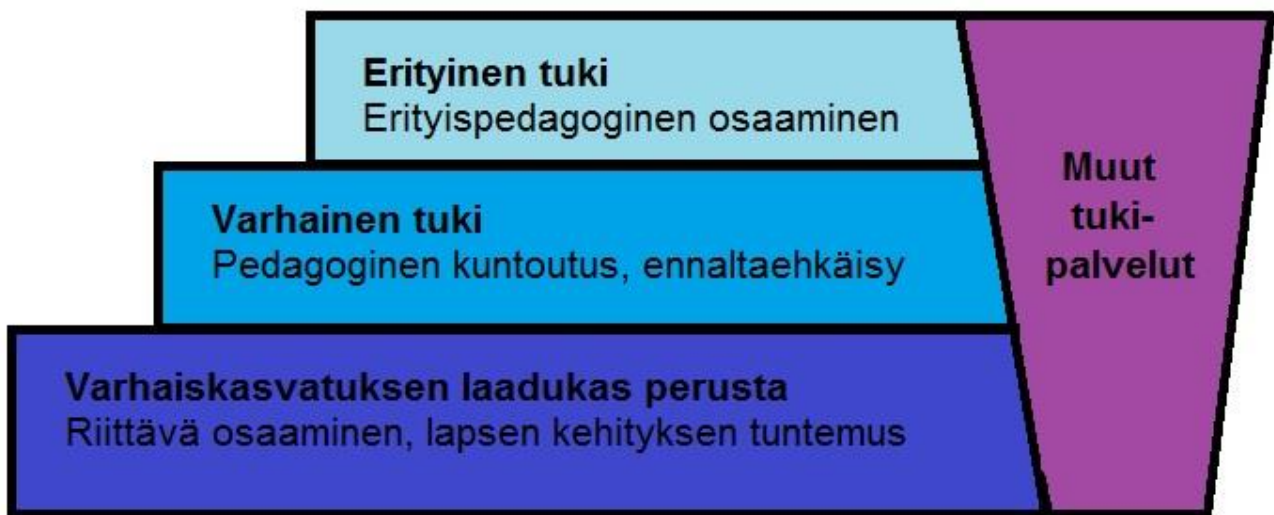 Erityinen tuki
Erityispedagoginen osaaminen
Varhainen tuki
Pedagoginen kuntoutus, ennaltaehkäisy
Varhaiskasvatuksen laadukas perusta
Riittävä osaaminen, lapsen kehityksen tuntemus
Muut
tuki-
palvelut